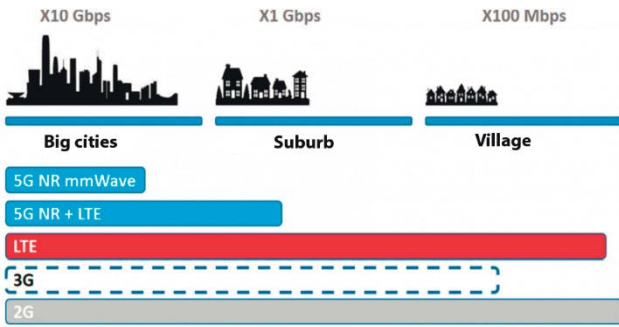 X10 Gbps X1 Gbps X100 Mbps
Big cities Suburb Village
5G NR mmWave
5G NR + LTE
LTE
3G
2G